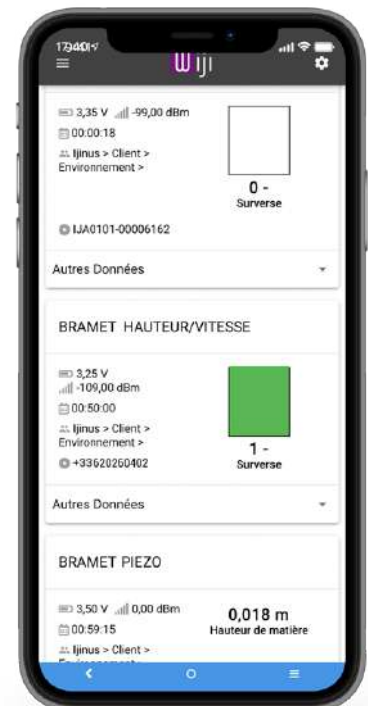 Wiji
3,35 V -99,00 dBm
00:00:18
Ijinus > Client >
Environnement >
0 -
Surverse
IJA0101-00006162
Autres Données
BRAMET HAUTEUR/VITESSE
3,25 V
-109,00 dBm
00:50:00
Ijinus > Client >
Environnement >
+33620260402
1 -
Surverse
Autres Données
BRAMET PIEZO
3,50 V 0,00 dBm
00:59:15
Ijinus > Client >
0,018 m
Hauteur de matière